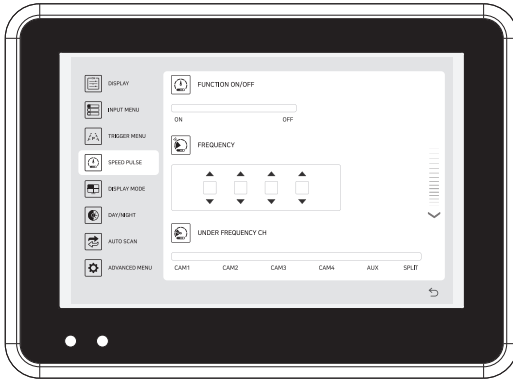 DISPLAY
INPUT MENU
TRIGGER MENU
SPEED PULSE
DISPLAY MODE
DAY/NIGHT
AUTO SCAN
ADVANCED MENU
FUNCTION ON/OFF
ON OFF
FREQUENCY
UNDER FREQUENCY CH
CAM1 CAM2 CAM3 CAM4 AUX SPLIT